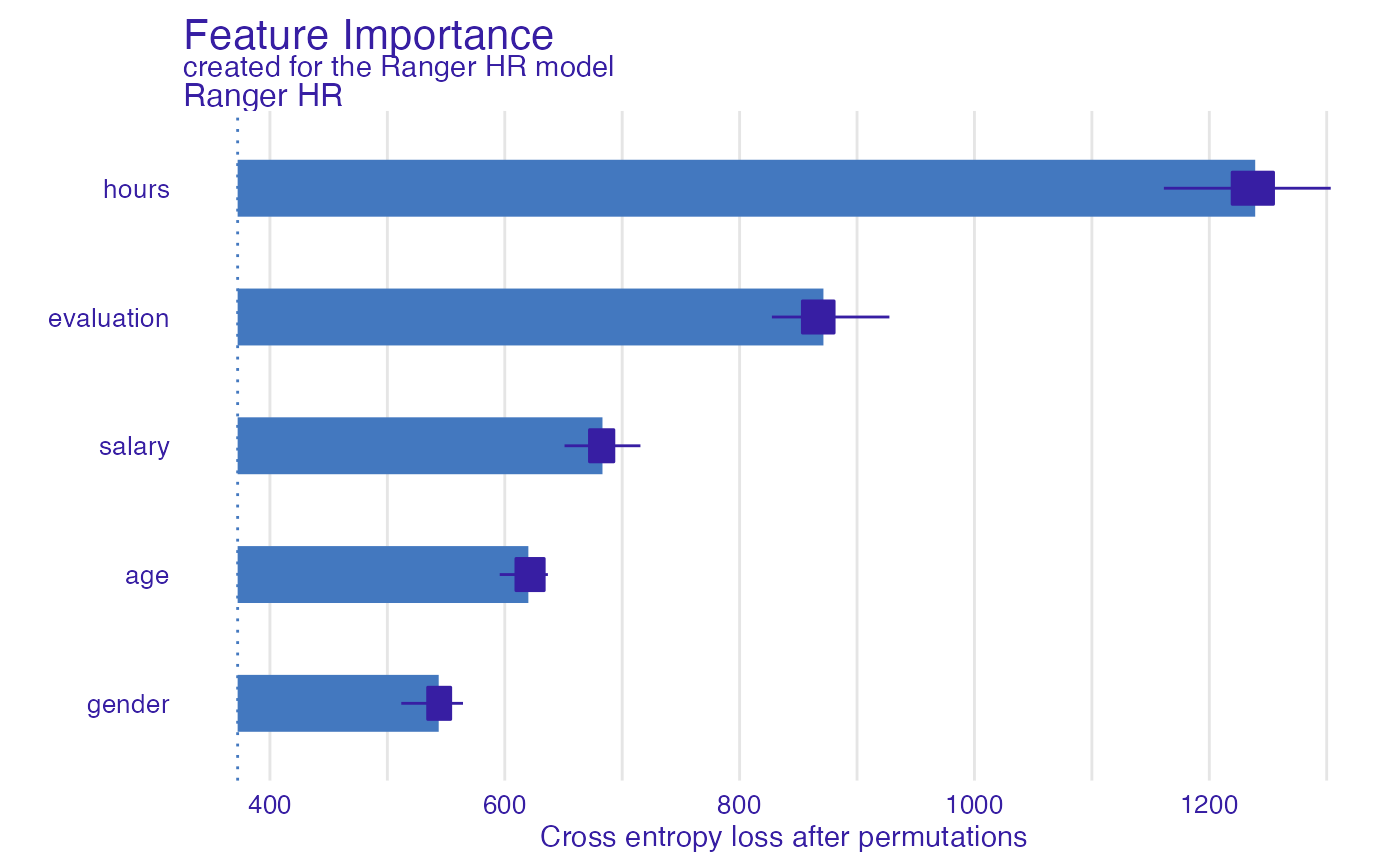 Feature Importance
created for the Ranger HR model
Ranger HR
hours
evaluation
salary
age
gender
400 600 800 1000 1200
Cross entropy loss after permutations